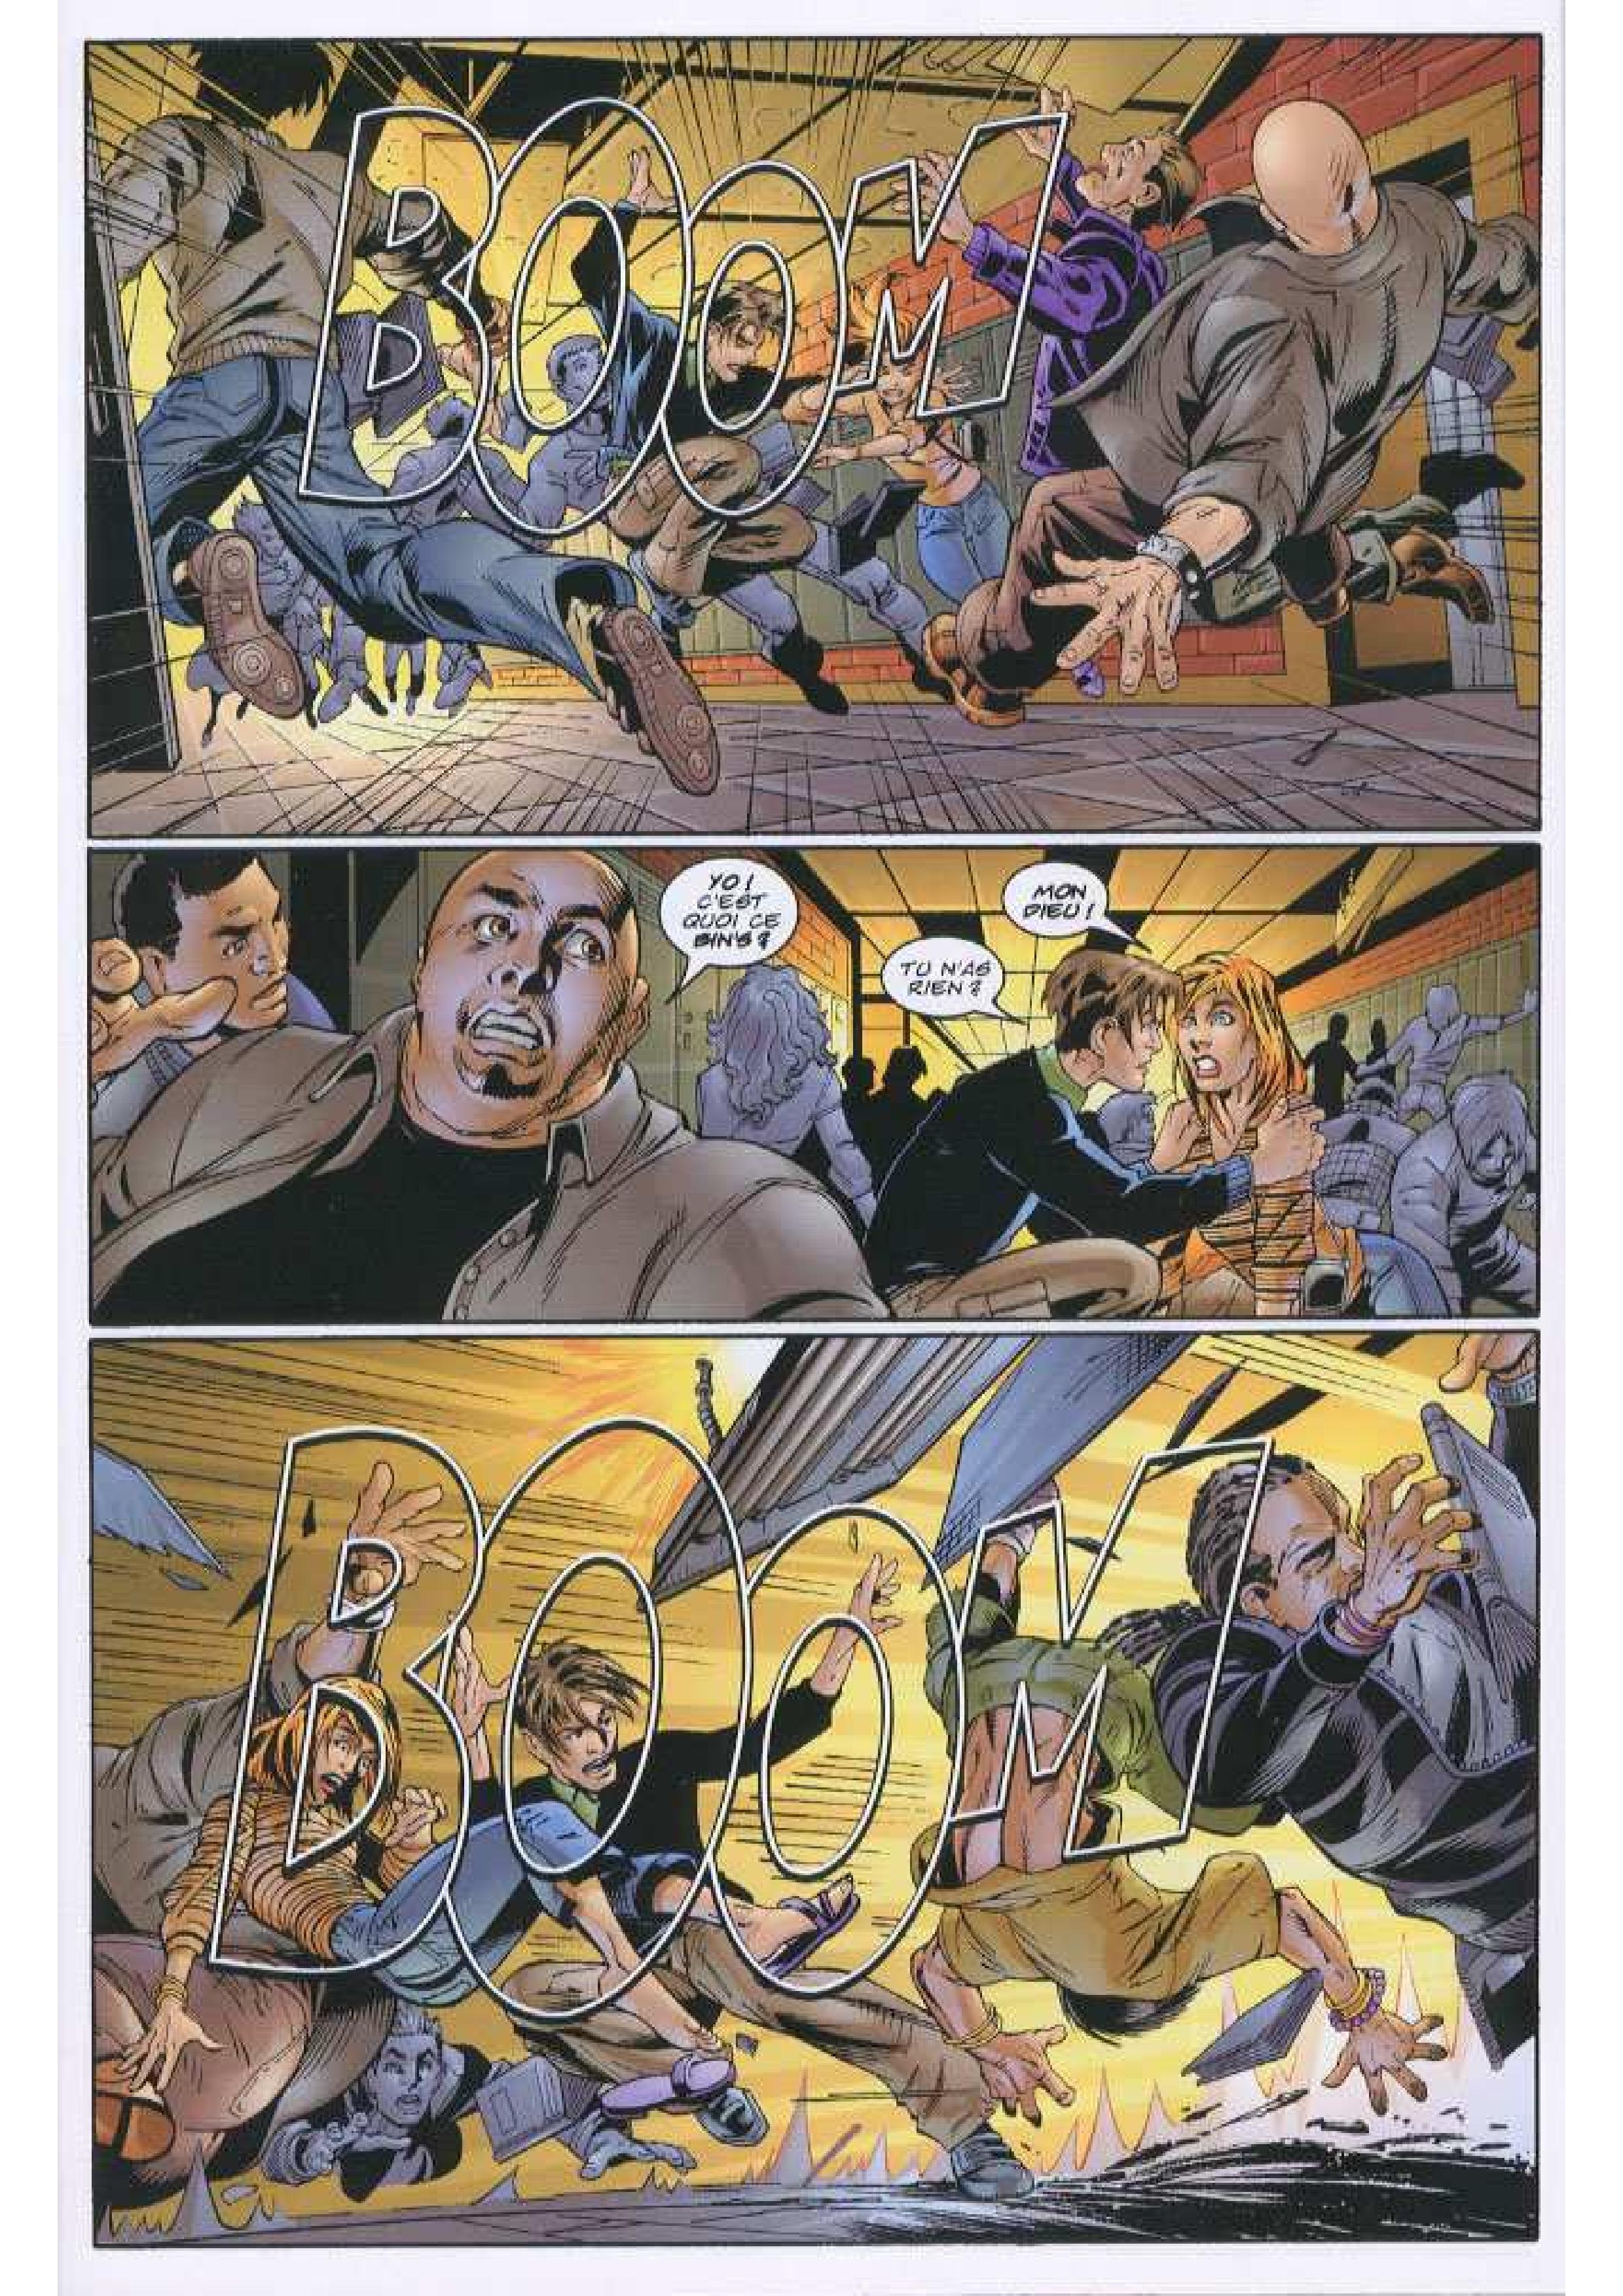 BOOM
YO !
C'EST
QUOI CE
BIN'S ?
MON
DIEU !
TU N'AS
RIEN ?
BOOM